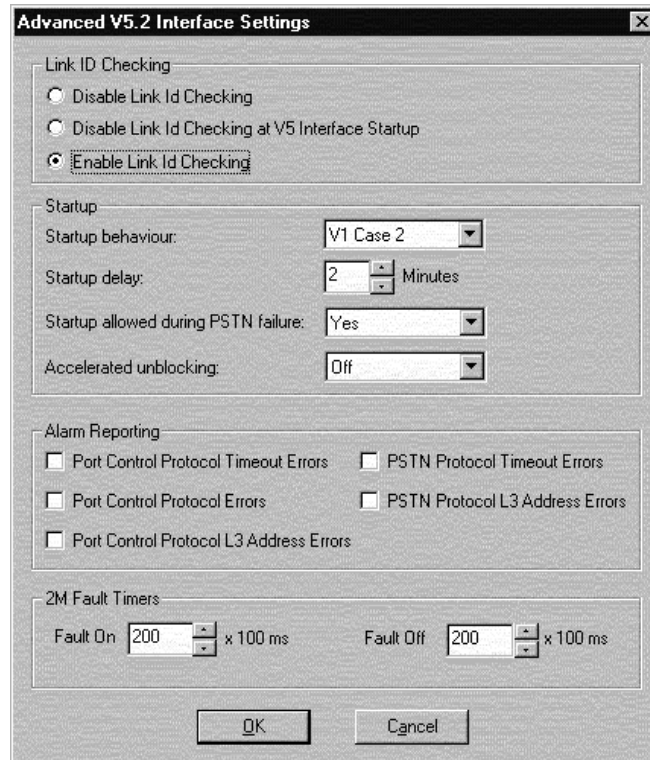 Advanced V5.2 Interface Settings
Link ID Checking
Disable Link Id Checking
Disable Link Id Checking at V5 Interface Startup
Enable Link Id Checking
Startup
Startup behaviour: V1 Case 2
Startup delay: 2 Minutes
Startup allowed during PSTN failure: Yes
Accelerated unblocking: Off
Alarm Reporting
Port Control Protocol Timeout Errors PSTN Protocol Timeout Errors
Port Control Protocol Errors PSTN Protocol L3 Address Errors
Port Control Protocol L3 Address Errors
2M Fault Timers
Fault On 200 x 100 ms Fault Off 200 x 100 ms
OK Cancel